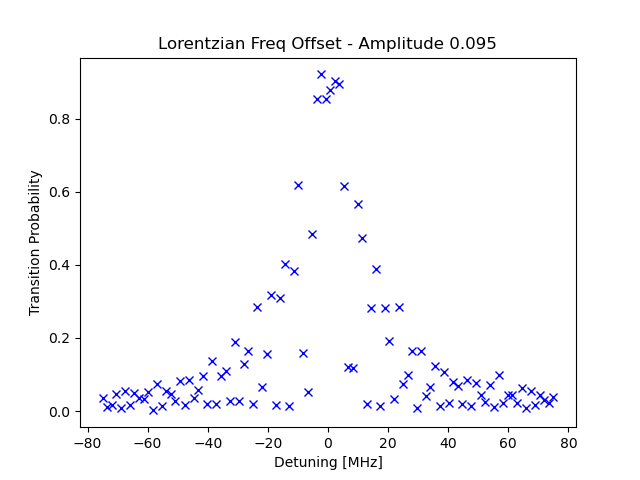 Lorentzian Freq Offset - Amplitude 0.095
Transition Probability
0.8
0.6
0.4
0.2
0.0
−80 −60 −40 −20 0 20 40 60 80
Detuning [MHz]